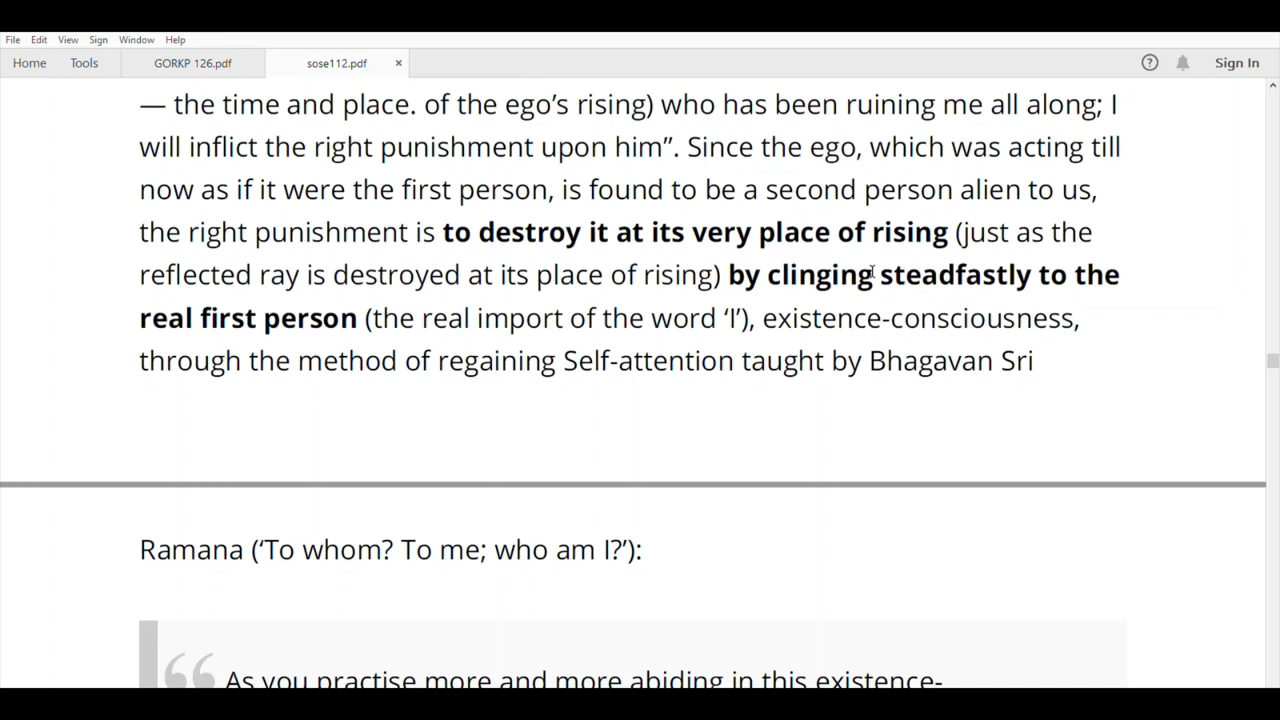 File Edit View Sign Window Help
Home Tools GORKP 126.pdf sose112.pdf × ? Sign In
— the time and place. of the ego’s rising) who has been ruining me all along; I
will inflict the right punishment upon him”. Since the ego, which was acting till
now as if it were the first person, is found to be a second person alien to us,
the right punishment is to destroy it at its very place of rising (just as the
reflected ray is destroyed at its place of rising) by clinging steadfastly to the
real first person (the real import of the word ‘I’), existence-consciousness,
through the method of regaining Self-attention taught by Bhagavan Sri
Ramana (‘To whom? To me; who am I?’):
“ As you practise more and more abiding in this existence-